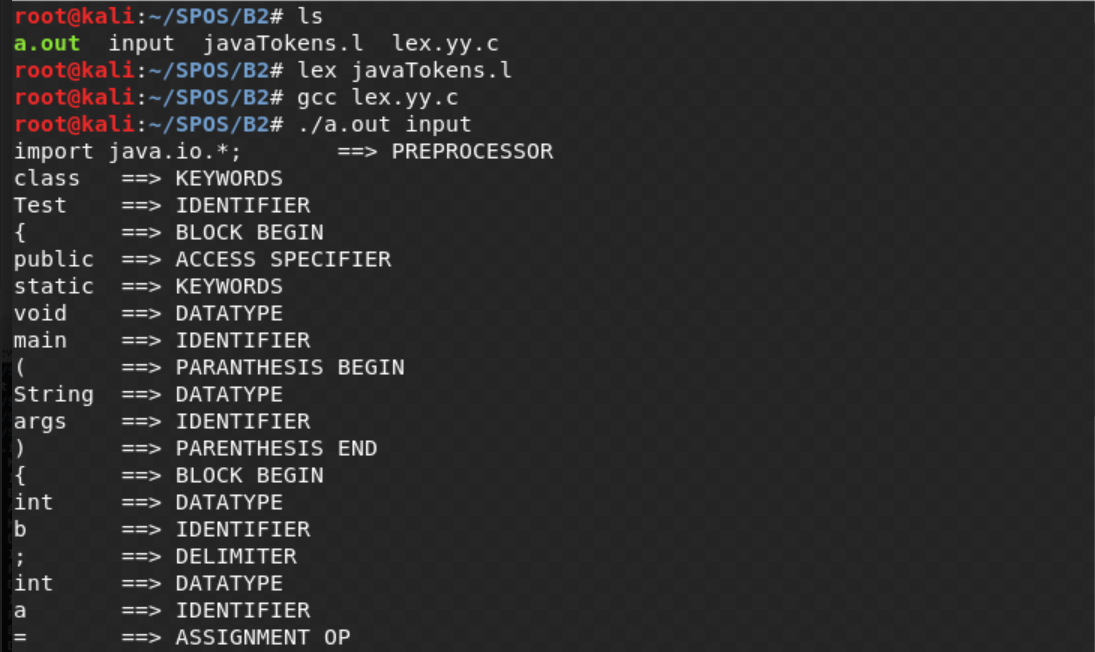 root@kali:~/SPOS/B2# ls
a.out  input  javaTokens.l  lex.yy.c
root@kali:~/SPOS/B2# lex javaTokens.l
root@kali:~/SPOS/B2# gcc lex.yy.c
root@kali:~/SPOS/B2# ./a.out input
import java.io.*;       ==> PREPROCESSOR
class   ==> KEYWORDS
Test    ==> IDENTIFIER
{       ==> BLOCK BEGIN
public  ==> ACCESS SPECIFIER
static  ==> KEYWORDS
void    ==> DATATYPE
main    ==> IDENTIFIER
(       ==> PARANTHESIS BEGIN
String  ==> DATATYPE
args    ==> IDENTIFIER
)       ==> PARENTHESIS END
{       ==> BLOCK BEGIN
int     ==> DATATYPE
b       ==> IDENTIFIER
;       ==> DELIMITER
int     ==> DATATYPE
a       ==> IDENTIFIER
=       ==> ASSIGNMENT OP